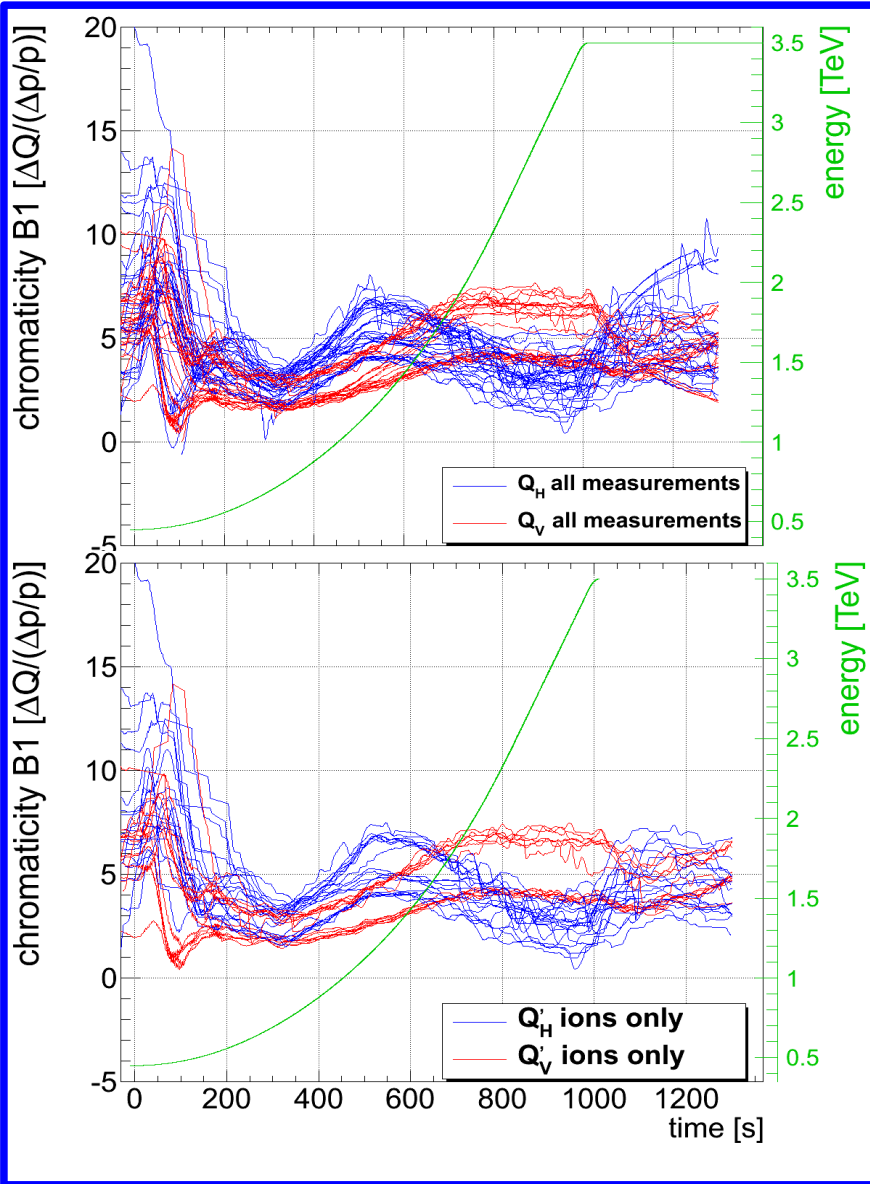 chromaticity B1 [ΔQ/(Δp/p)]
20
15
10
5
0
-5
energy [TeV]
3.5
3
2.5
2
1.5
1
0.5
Q_H all measurements
Q_V all measurements
chromaticity B1 [ΔQ/(Δp/p)]
20
15
10
5
0
-5
energy [TeV]
3.5
3
2.5
2
1.5
1
0.5
Q'_H ions only
Q'_V ions only
0 200 400 600 800 1000 1200
time [s]